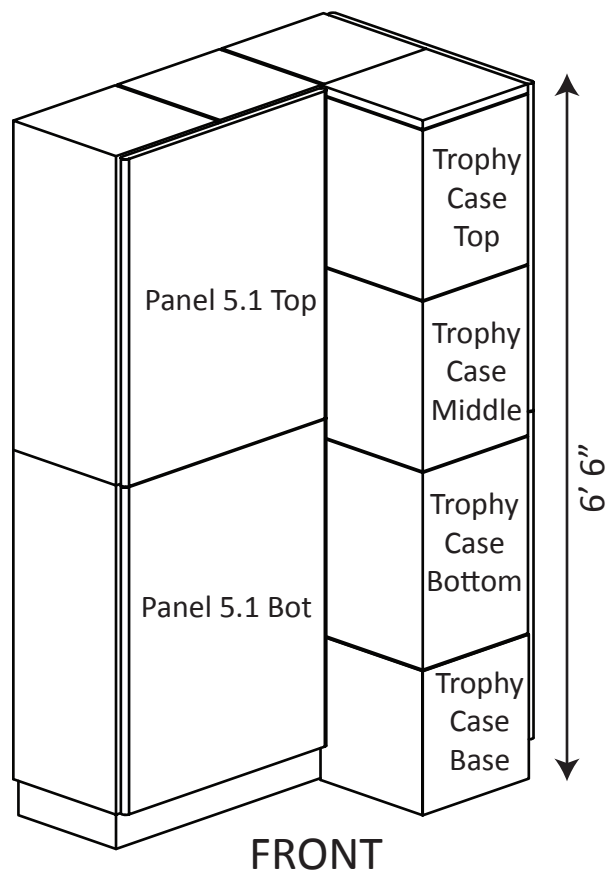 Trophy
Case
Top
Panel 5.1 Top
Trophy
Case
Middle
6’ 6”
Trophy
Case
Bottom
Panel 5.1 Bot
Trophy
Case
Base
FRONT